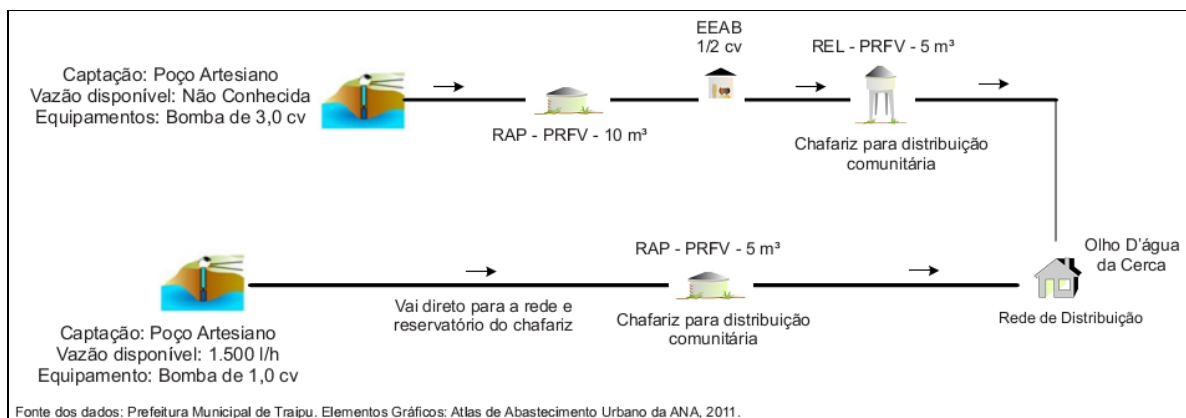 EEAB
1/2 cv
REL - PRFV - 5 m³
Captação: Poço Artesiano
Vazão disponível: Não Conhecida
Equipamentos: Bomba de 3,0 cv
RAP - PRFV - 10 m³
Chafariz para distribuição
comunitária
RAP - PRFV - 5 m³
Olho D'água
da Cerca
Vai direto para a rede e
reservatório do chafariz
Chafariz para distribuição
comunitária
Rede de Distribuição
Captação: Poço Artesiano
Vazão disponível: 1.500 l/h
Equipamento: Bomba de 1,0 cv
Fonte dos dados: Prefeitura Municipal de Traipu. Elementos Gráficos: Atlas de Abastecimento Urbano da ANA, 2011.